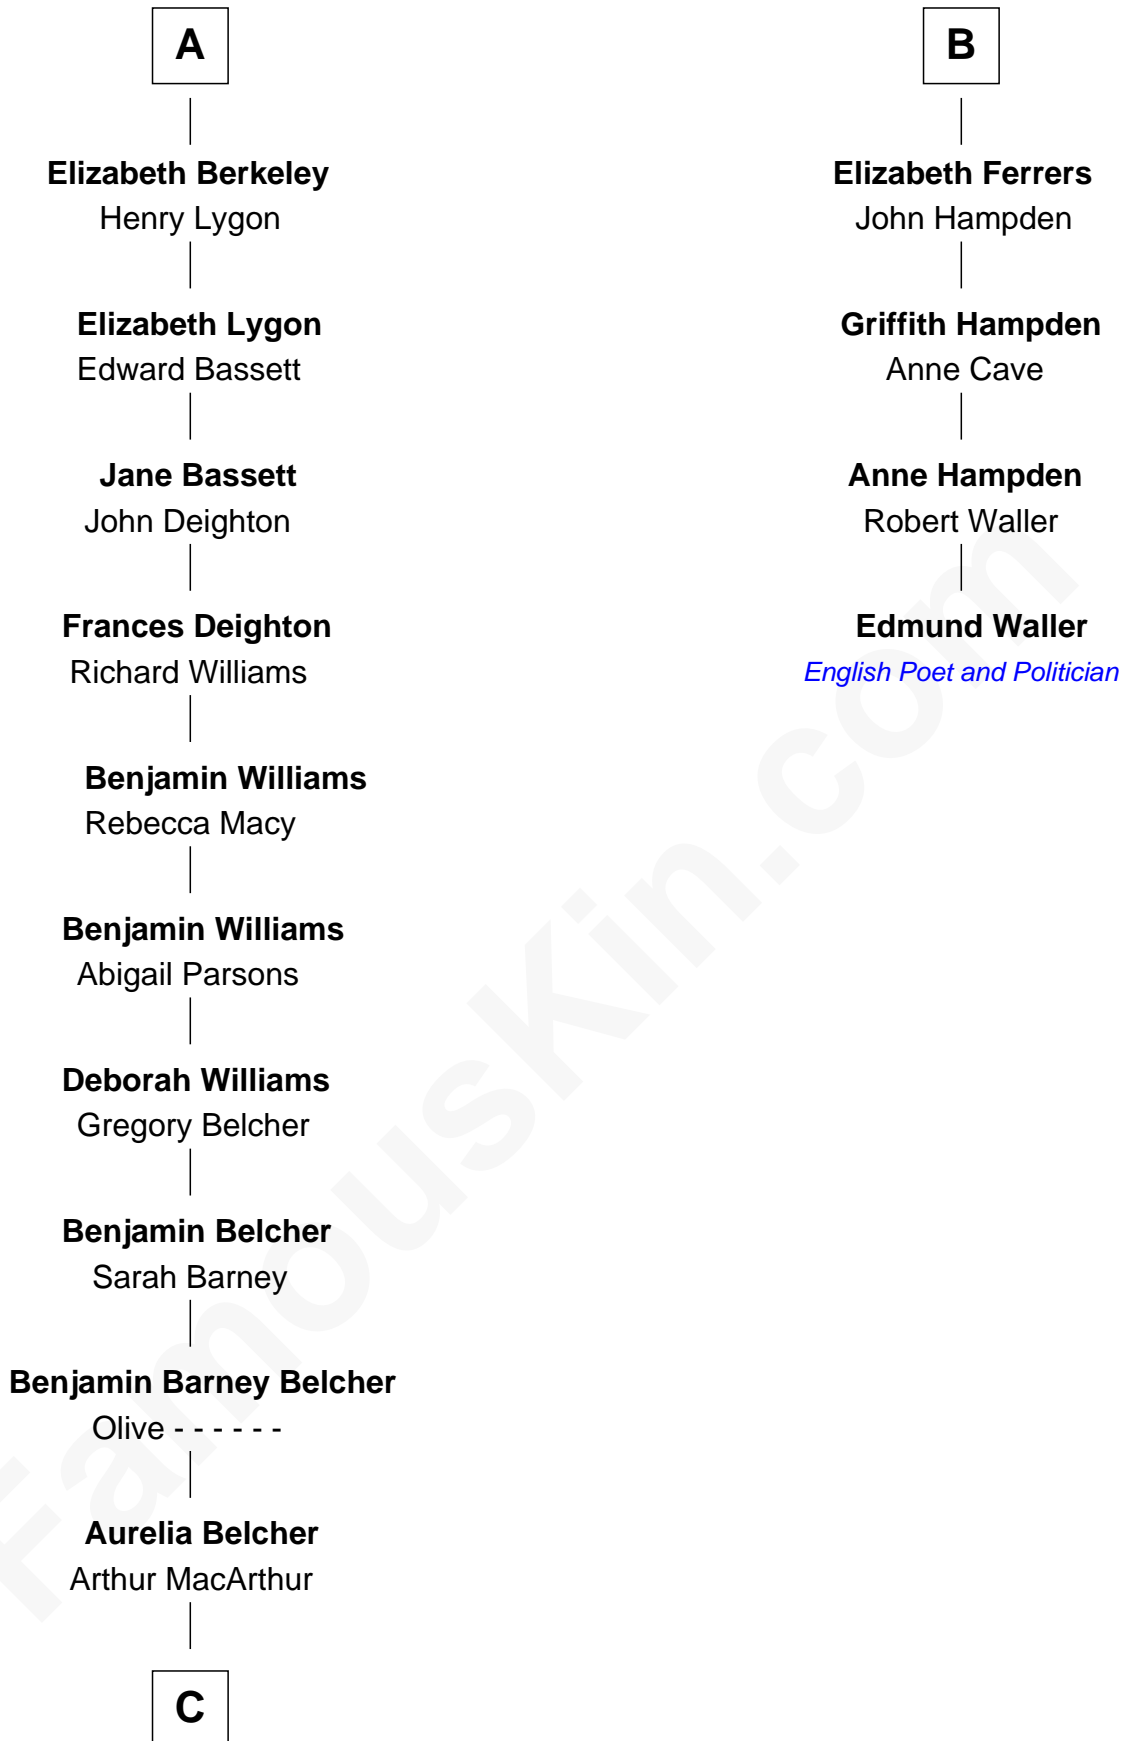 A
Elizabeth Berkeley
Henry Lygon
Elizabeth Lygon
Edward Bassett
Jane Bassett
John Deighton
Frances Deighton
Richard Williams
Benjamin Williams
Rebecca Macy
Benjamin Williams
Abigail Parsons
Deborah Williams
Gregory Belcher
Benjamin Belcher
Sarah Barney
Benjamin Barney Belcher
Olive - - - - - -
Aurelia Belcher
Arthur MacArthur
C
B
Elizabeth Ferrers
John Hampden
Griffith Hampden
Anne Cave
Anne Hampden
Robert Waller
Edmund Waller
English Poet and Politician
FamousKin.com